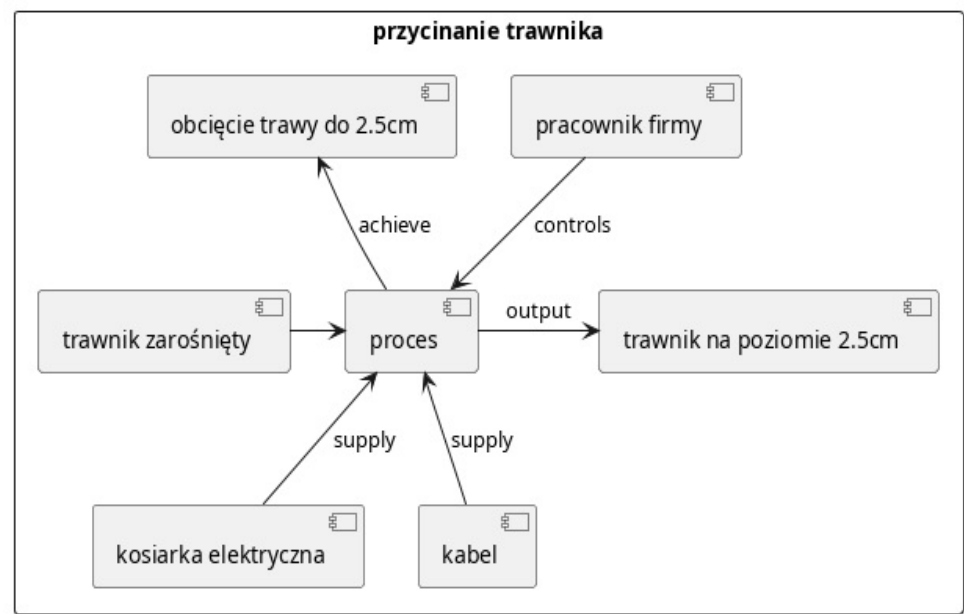 przycinanie trawnika
obcięcie trawy do 2.5cm
pracownik firmy
achieve
controls
trawnik zarośnięty
proces
output
trawnik na poziomie 2.5cm
supply
supply
kosiarka elektryczna
kabel